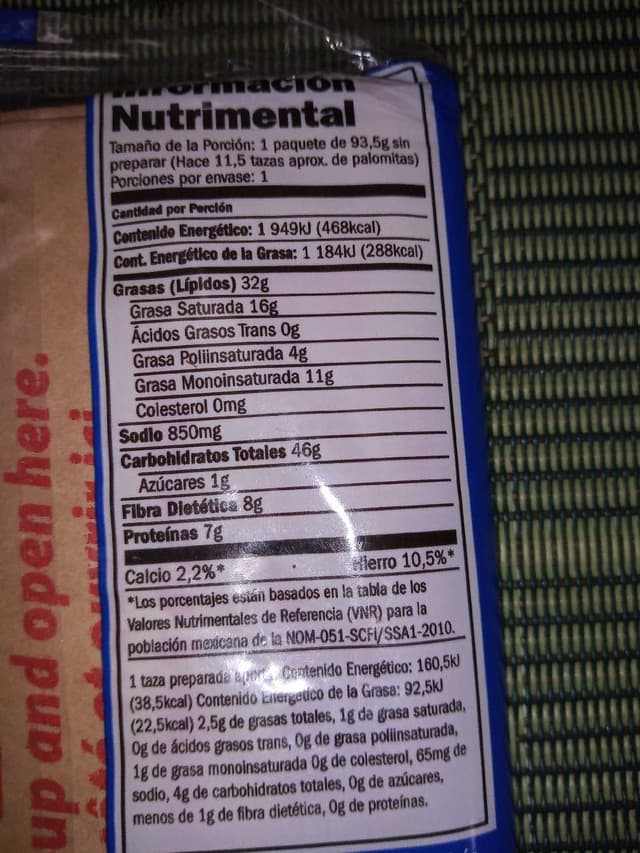 Información
Nutrimental
Tamaño de la Porción: 1 paquete de 93,5g sin
preparar (Hace 11,5 tazas aprox. de palomitas)
Porciones por envase: 1
Cantidad por Porción
Contenido Energético: 1 949kJ (468kcal)
Cont. Energético de la Grasa: 1 184kJ (288kcal)
Grasas (Lípidos) 32g
Grasa Saturada 16g
Ácidos Grasos Trans 0g
Grasa Poliinsaturada 4g
Grasa Monoinsaturada 11g
Colesterol 0mg
Sodio 850mg
Carbohidratos Totales 46g
Azúcares 1g
Fibra Dietética 8g
Proteínas 7g
Calcio 2,2%* · Hierro 10,5%*
*Los porcentajes están basados en la tabla de los
Valores Nutrimentales de Referencia (VNR) para la
población mexicana de la NOM-051-SCFI/SSA1-2010.
1 taza preparada aporta Contenido Energético: 160,5kJ
(38,5kcal) Contenido Energético de la Grasa: 92,5kJ
(22,5kcal) 2,5g de grasas totales, 1g de grasa saturada,
0g de ácidos grasos trans, 0g de grasa poliinsaturada,
1g de grasa monoinsaturada 0g de colesterol, 65mg de
sodio, 4g de carbohidratos totales, 0g de azúcares,
menos de 1g de fibra dietética, 0g de proteínas.
up and open here.